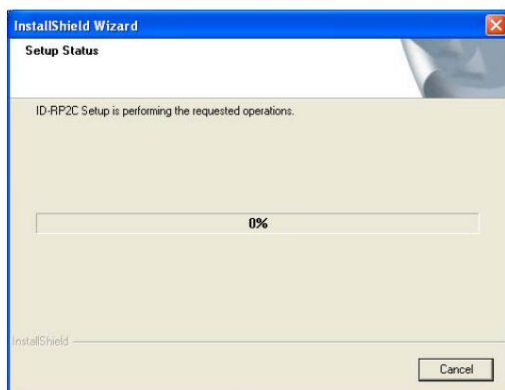 InstallShield Wizard
Setup Status
ID-RP2C Setup is performing the requested operations.
0%
InstallShield
Cancel